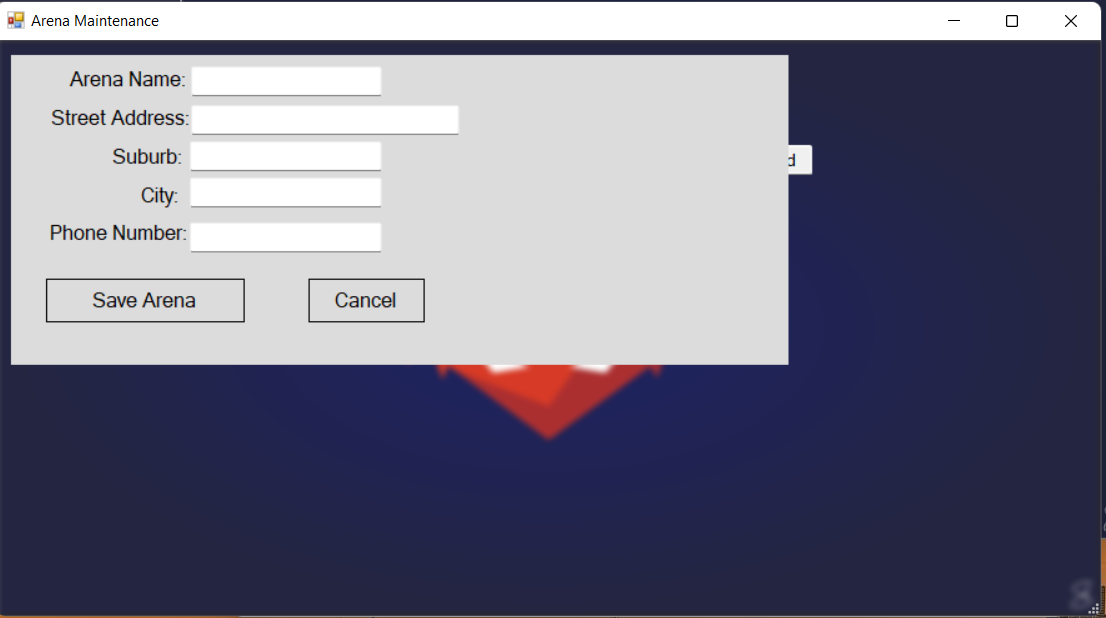 Arena Maintenance
Arena Name:
Street Address:
d
Suburb:
City:
Phone Number:
Save Arena
Cancel